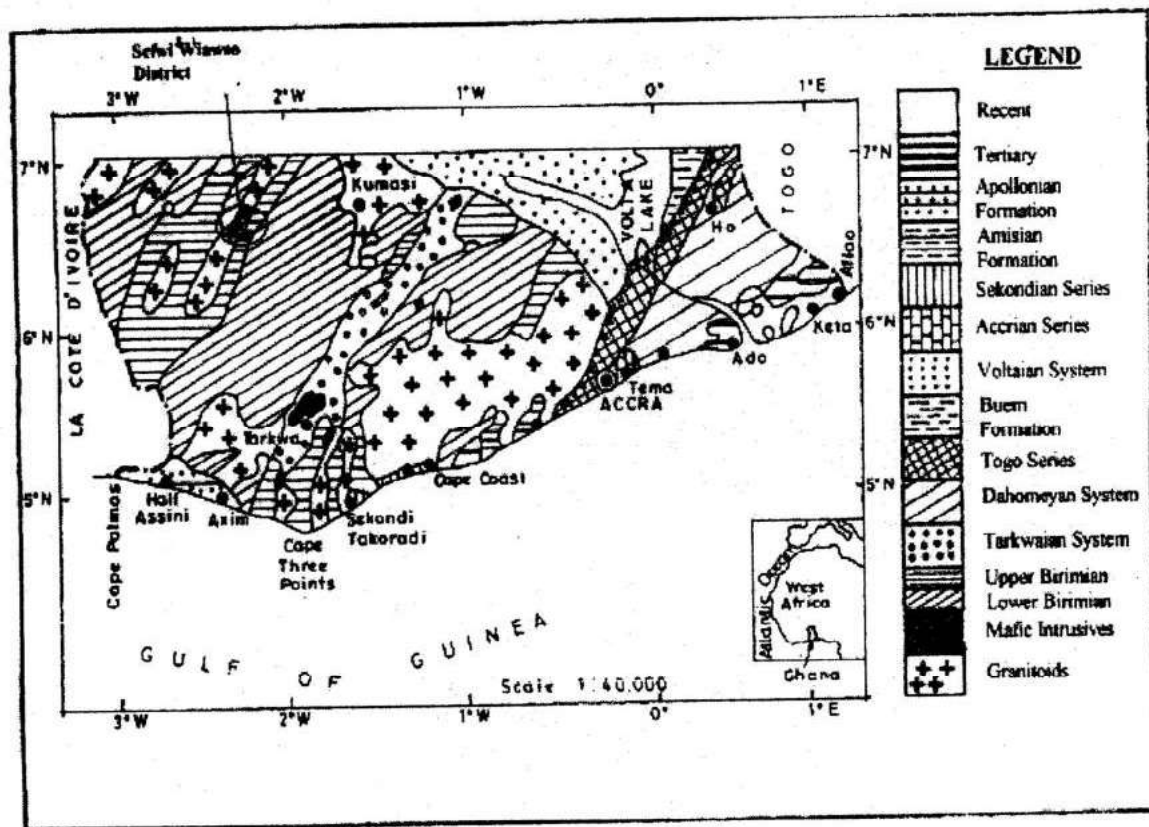 District
LEGEND
3°W
2°W
1°W
0°
1°E
7°N
7°N
Recent
Tertiary
Apollonian
Formation
Amisian
Formation
Sekondian Series
Accrian Series
Voltaian System
Buem
Formation
Togo Series
Dahomeyan System
Tarkwaian System
Upper Birimian
Lower Birimian
Mafic Intrusives
Granitoids
LA COTE D'IVOIRE
Kumasi
VOLTA
LAKE
TOGO
Ho
Aflao
6°N
6°N
Keta
Ado
Tema
ACCRA
Tarkwa
5°N
5°N
Cape Coast
Cape Palmas
Half
Assini
Axim
Sekondi
Takoradi
Cape
Three
Points
West
Africa
Atlantis
Ghana
GULF OF GUINEA
Scale 1:40,000
3°W
2°W
1°W
0°
1°E